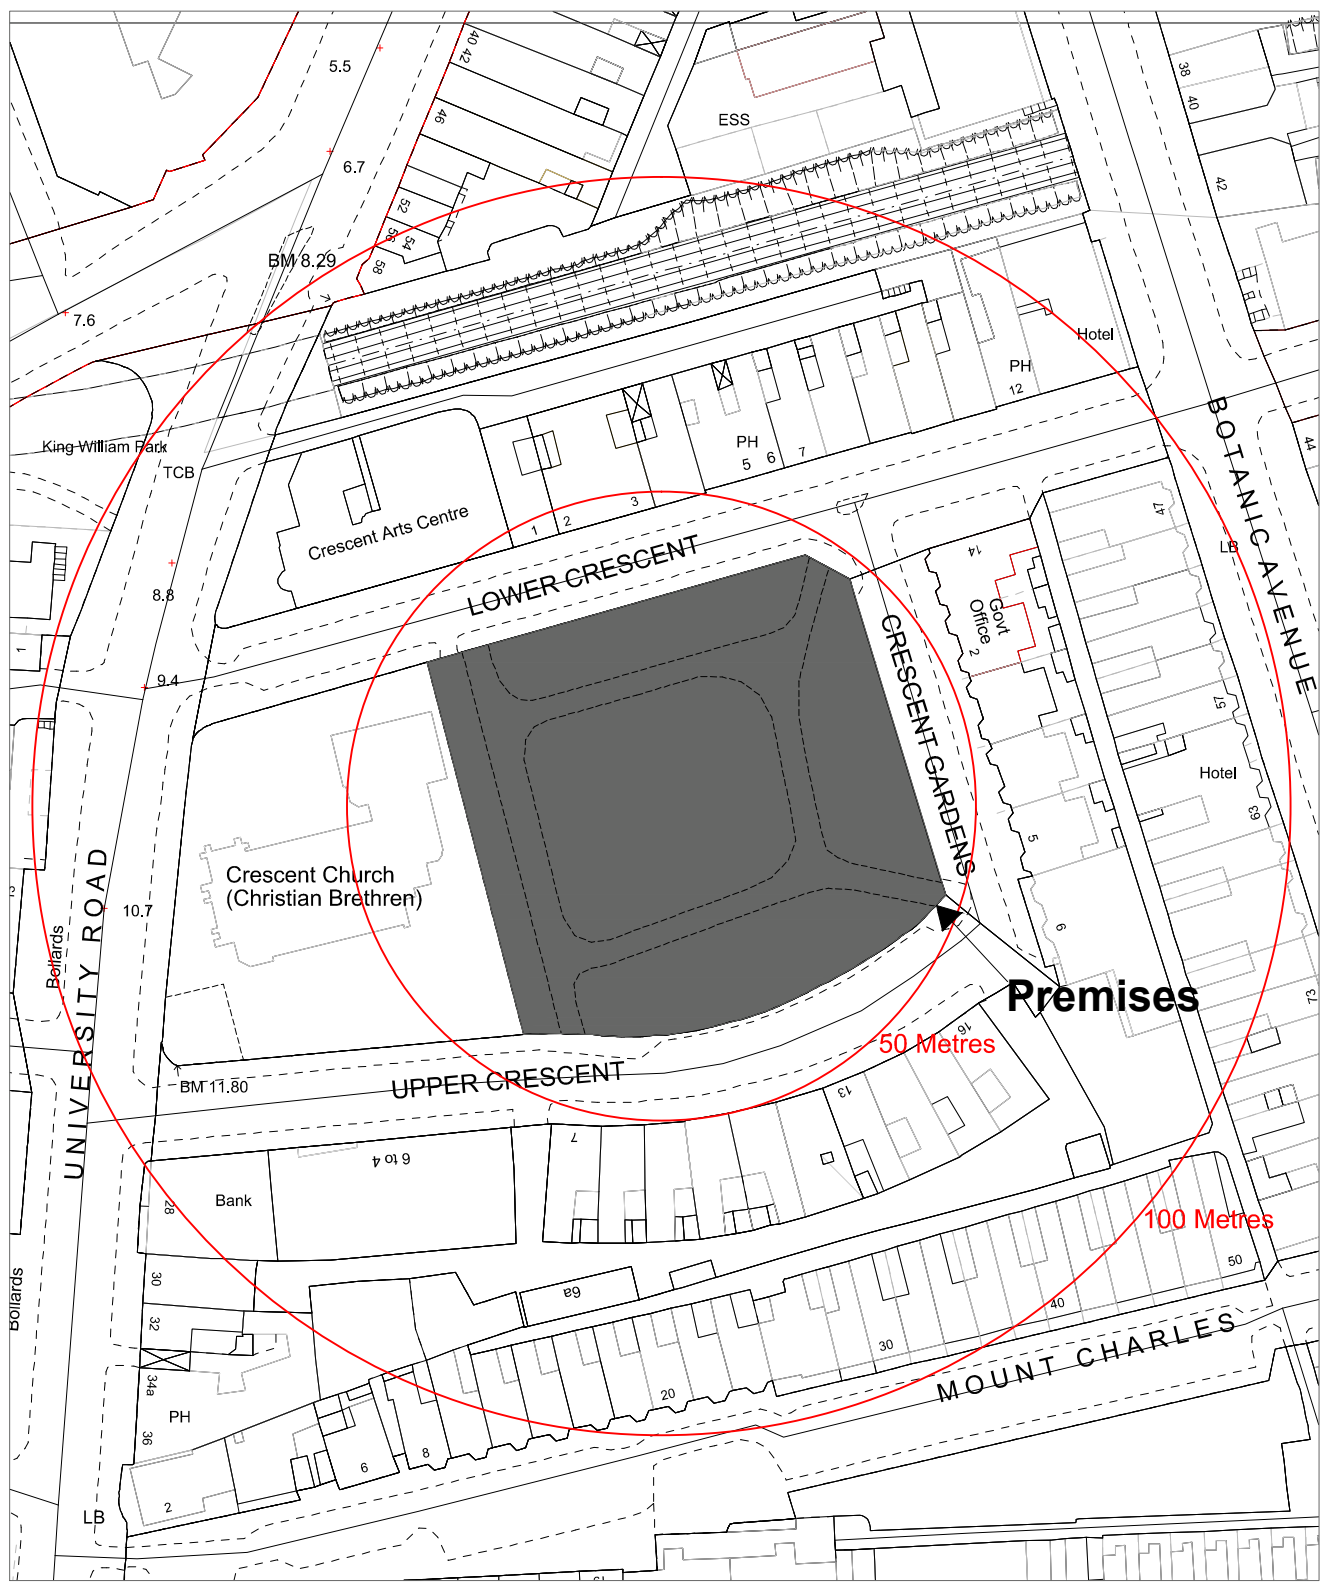 5.5
40 42
38
40
46
ESS
6.7
42
52
56
54
58
BM 8.29
7.6
Hotel
PH
12
BOTANIC AVENUE
44
King William Park
TCB
PH
5 6 7
3
2
1
Crescent Arts Centre
47
LB
LOWER CRESCENT
14
Govt
Office
2
8.8
1
9.4
CRESCENT GARDENS
57
Hotel
63
5
UNIVERSITY ROAD
Crescent Church
(Christian Brethren)
10.7
Bollards
9
Premises
73
50 Metres
16
BM 11.80
UPPER CRESCENT
13
7
6 to 4
Bank
28
100 Metres
50
30
6a
40
Bollards
32
30
MOUNT CHARLES
34a
20
PH
36
8
6
2
LB